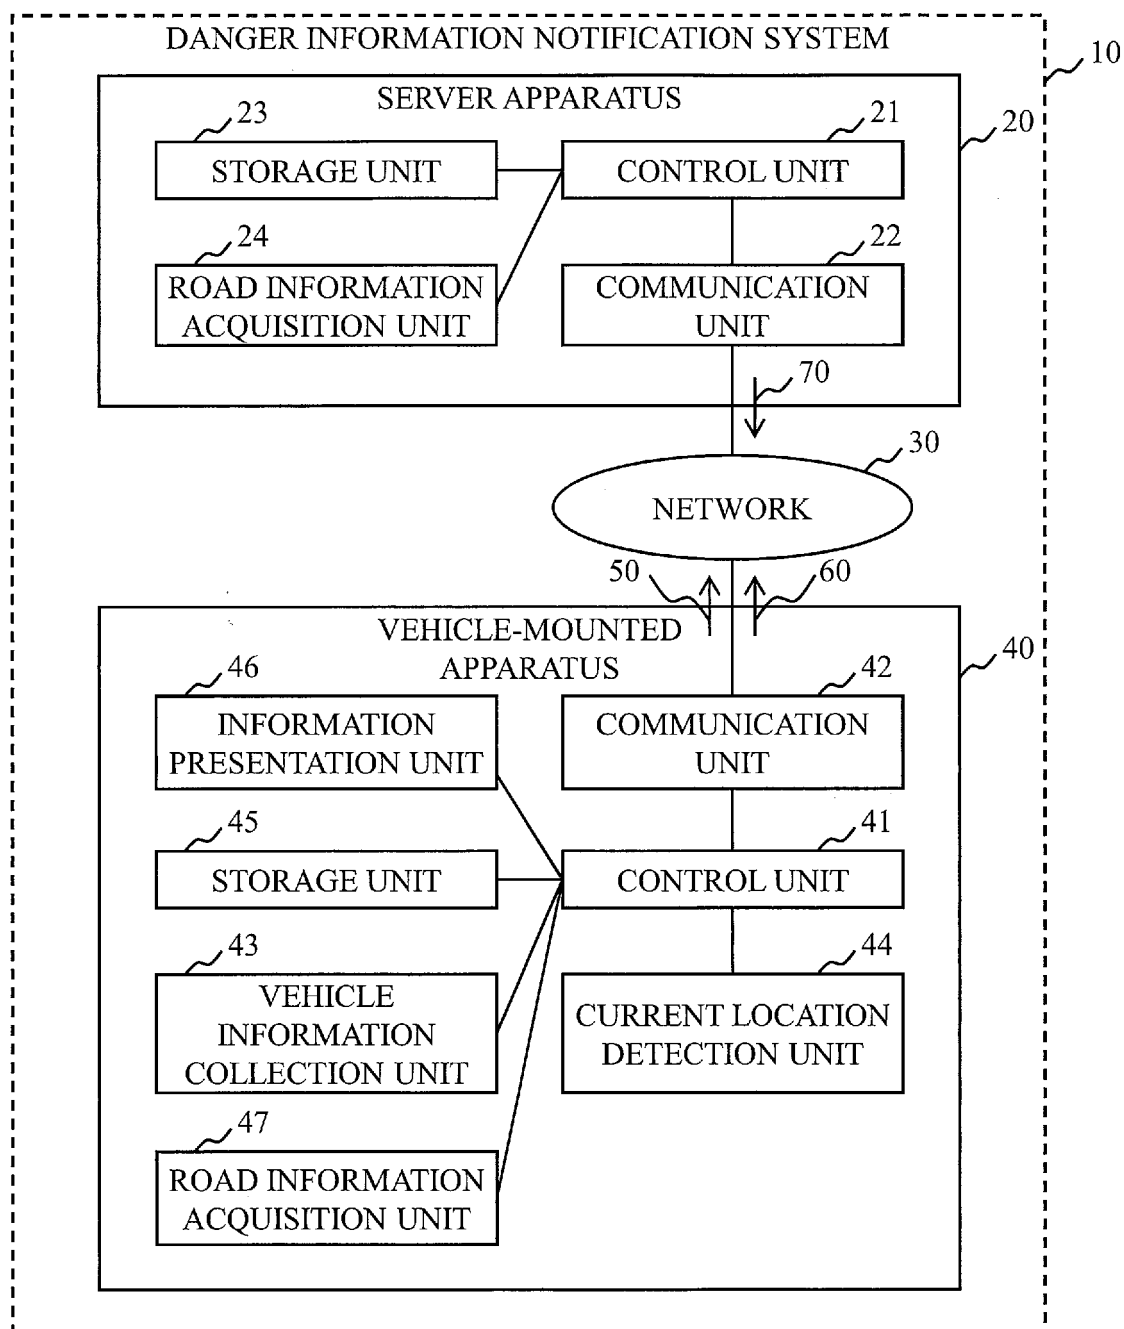 DANGER INFORMATION NOTIFICATION SYSTEM
10
SERVER APPARATUS
20
23
21
STORAGE UNIT
CONTROL UNIT
24
22
ROAD INFORMATION
ACQUISITION UNIT
COMMUNICATION
UNIT
70
30
NETWORK
50
60
VEHICLE-MOUNTED
APPARATUS
40
46
42
INFORMATION
PRESENTATION UNIT
COMMUNICATION
UNIT
45
41
STORAGE UNIT
CONTROL UNIT
43
44
VEHICLE
INFORMATION
COLLECTION UNIT
CURRENT LOCATION
DETECTION UNIT
47
ROAD INFORMATION
ACQUISITION UNIT